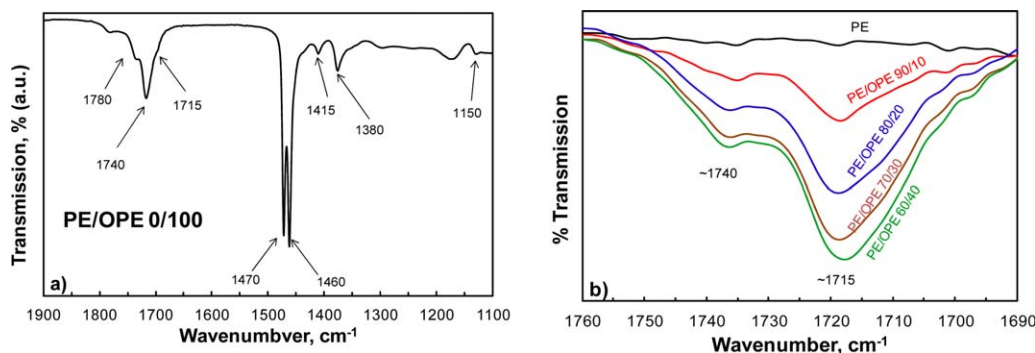 Transmission, % (a.u.)
1780
1740
1715
1415
1380
1150
PE/OPE 0/100
1470
1460
a)
1900 1800 1700 1600 1500 1400 1300 1200 1100
Wavenumbver, cm-1
% Transmission
PE
PE/OPE 90/10
PE/OPE 80/20
PE/OPE 70/30
PE/OPE 60/40
~1740
~1715
b)
1760 1750 1740 1730 1720 1710 1700 1690
Wavenumber, cm-1